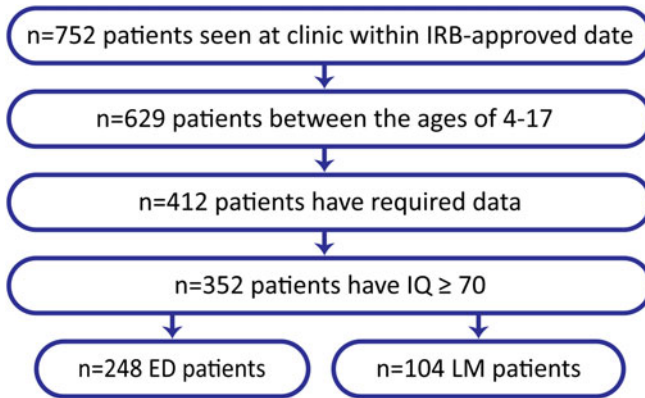 n=752 patients seen at clinic within IRB-approved date
n=629 patients between the ages of 4-17
n=412 patients have required data
n=352 patients have IQ ≥ 70
n=248 ED patients
n=104 LM patients